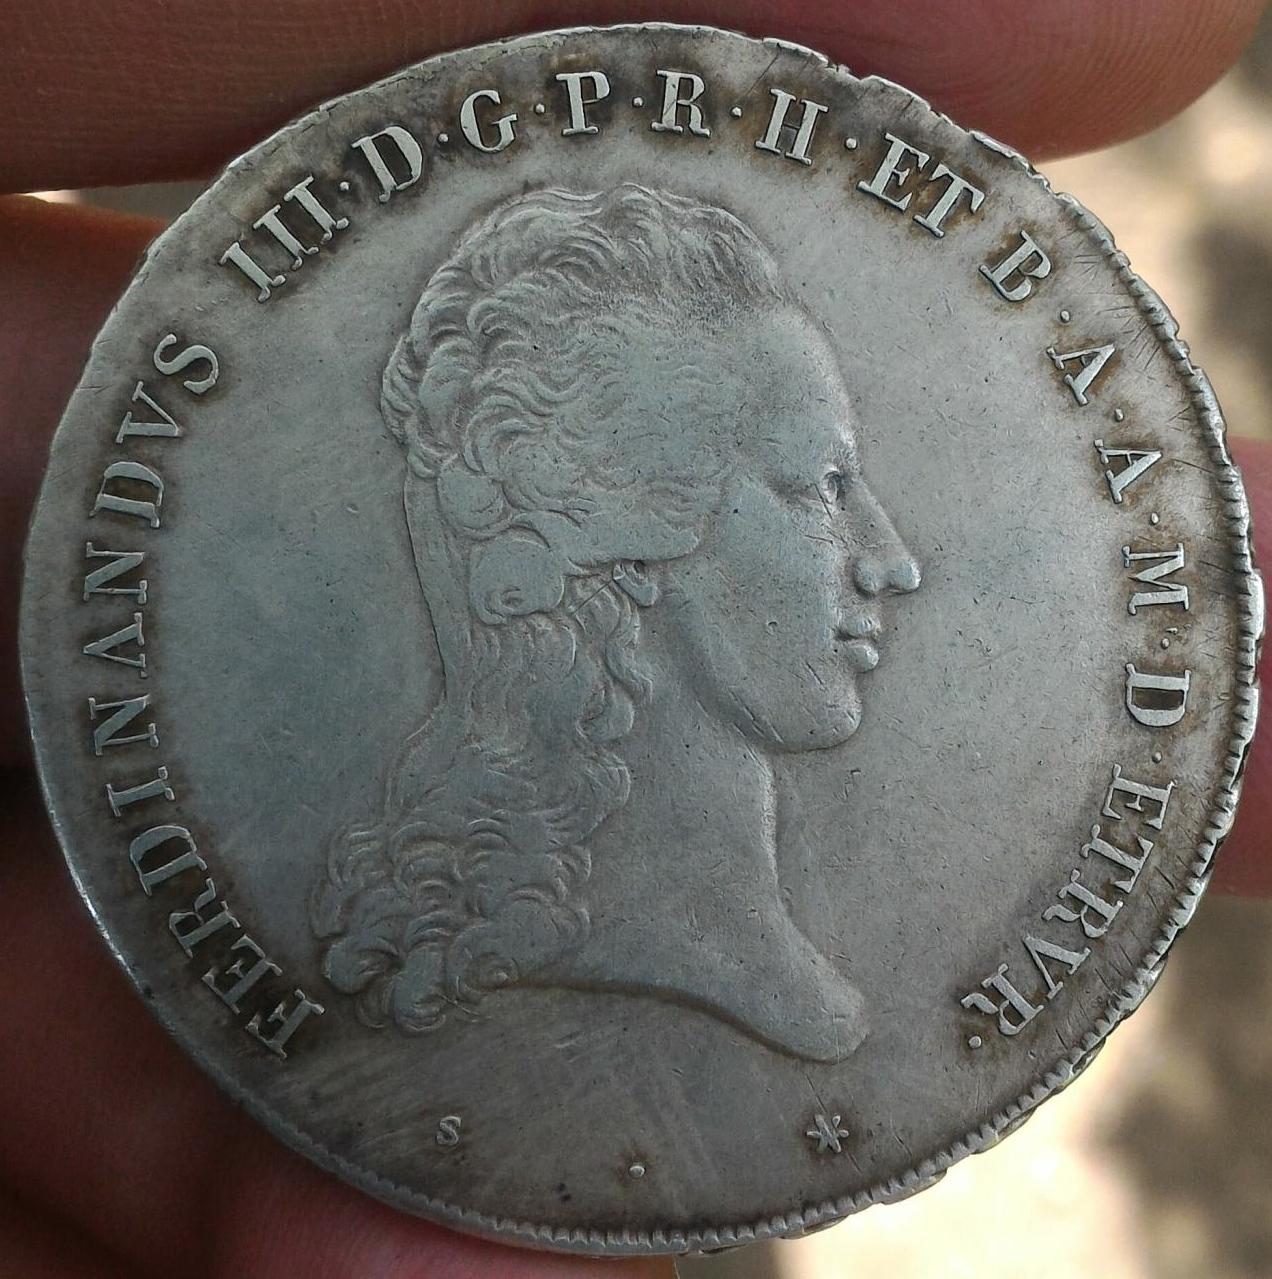 FERDINANDVS III·D·G·P·R·H·ET B·A·A·M·D·ETRVR·
S